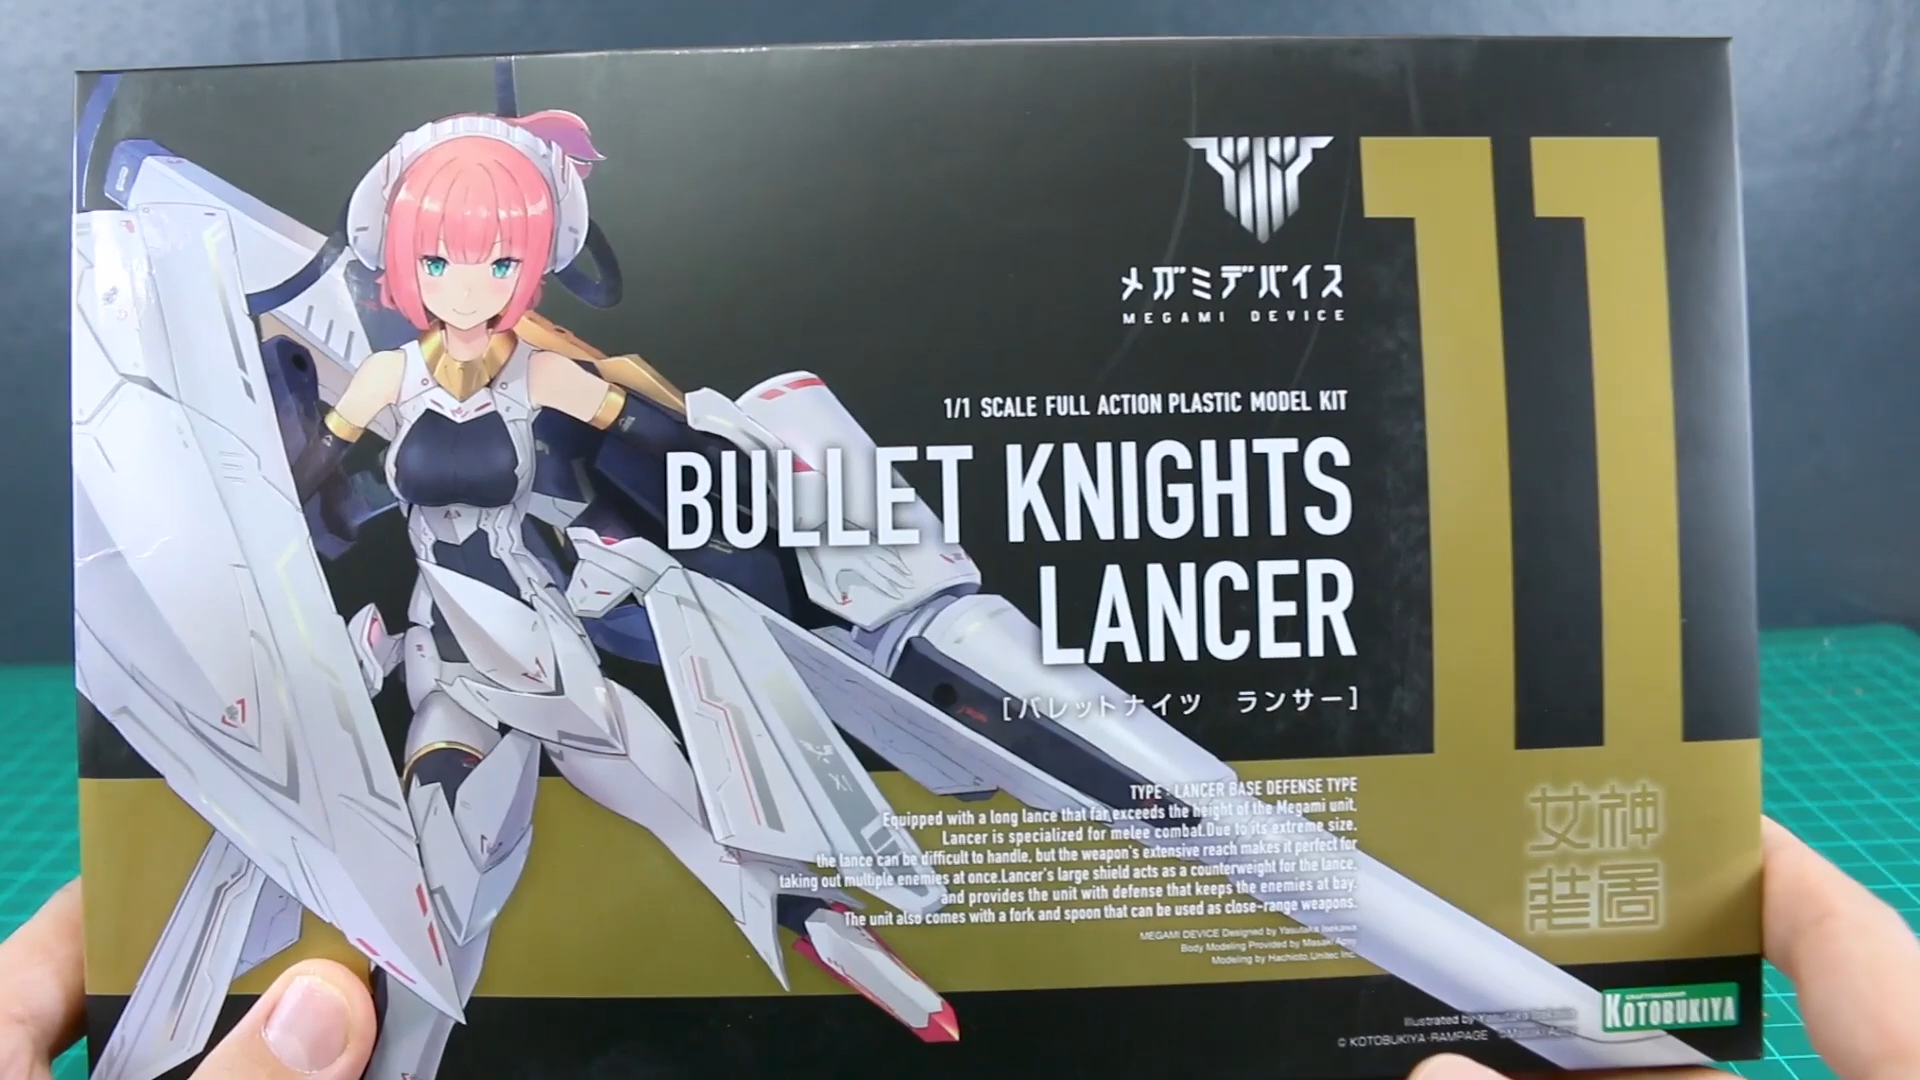 11
メガミデバイス
MEGAMI DEVICE
1/1 SCALE FULL ACTION PLASTIC MODEL KIT
BULLET KNIGHTS
LANCER
[バレットナイツ ランサー]
TYPE : LANCER BASE DEFENSE TYPE
Equipped with a long lance that far exceeds the height of the Megami unit,
Lancer is specialized for melee combat.Due to its extreme size,
the lance can be difficult to handle, but the weapon's extensive reach makes it perfect for
taking out multiple enemies at once.Lancer's large shield acts as a counterweight for the lance,
and provides the unit with defense that keeps the enemies at bay.
The unit also comes with a fork and spoon that can be used as close-range weapons.
MEGAMI DEVICE Designed by Yasutaka Isekawa
Body Modeling Provided by Masaki Apsy
Modeling by Hachioto,Unitec Inc.
女神
装置
KOTOBUKIYA
Illustrated by Yasutaka Isekawa
© KOTOBUKIYA・RAMPAGE ©Masaki Apsy